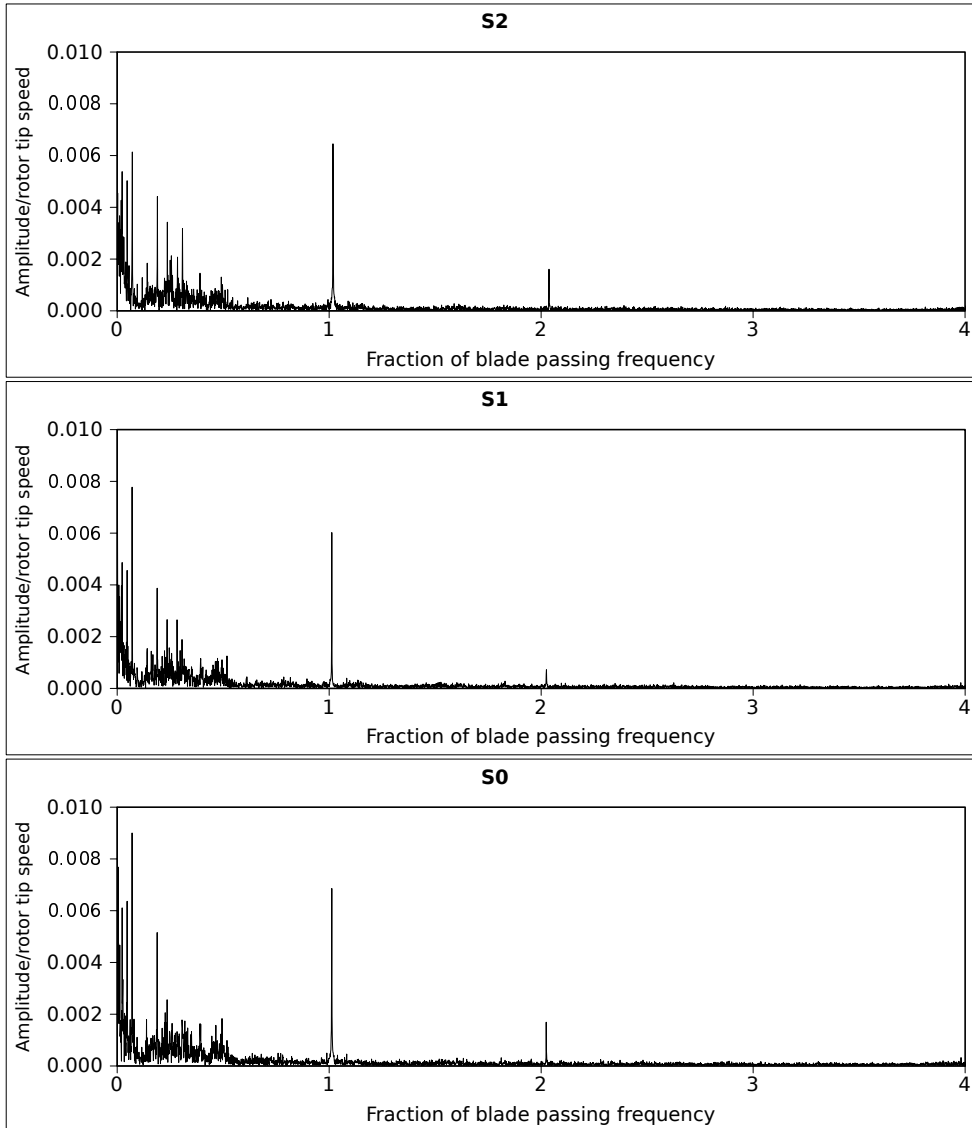 S2
Amplitude/rotor tip speed
0.010
0.008
0.006
0.004
0.002
0.000
0 1 2 3 4
Fraction of blade passing frequency
S1
Amplitude/rotor tip speed
0.010
0.008
0.006
0.004
0.002
0.000
0 1 2 3 4
Fraction of blade passing frequency
S0
Amplitude/rotor tip speed
0.010
0.008
0.006
0.004
0.002
0.000
0 1 2 3 4
Fraction of blade passing frequency